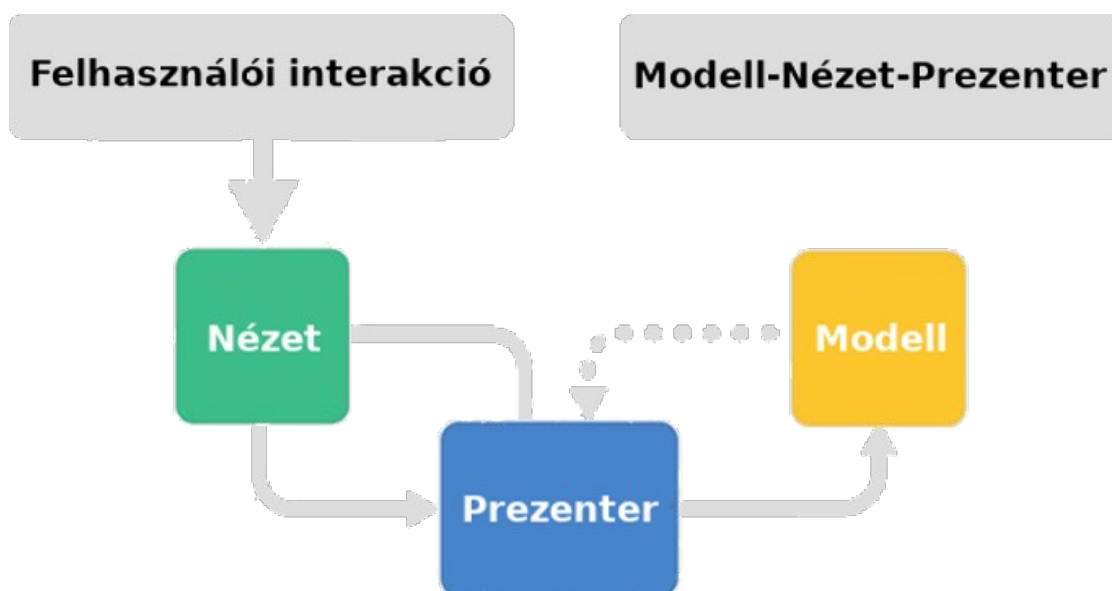 Felhasználói interakció
Modell-Nézet-Prezenter
Nézet
Modell
Prezenter